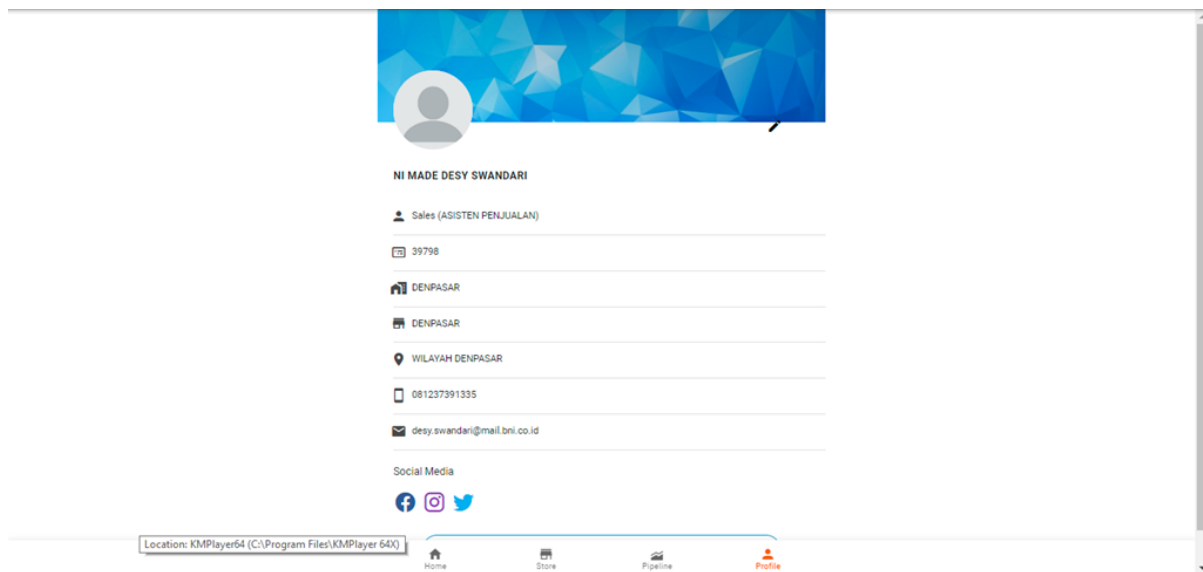 NI MADE DESY SWANDARI
Sales (ASISTEN PENJUALAN)
39798
DENPASAR
DENPASAR
WILAYAH DENPASAR
081237391335
desy.swandari@mail.bni.co.id
Social Media
Location: KMPlayer64 (C:\Program Files\KMPlayer 64X)
Home
Store
Pipeline
Profile